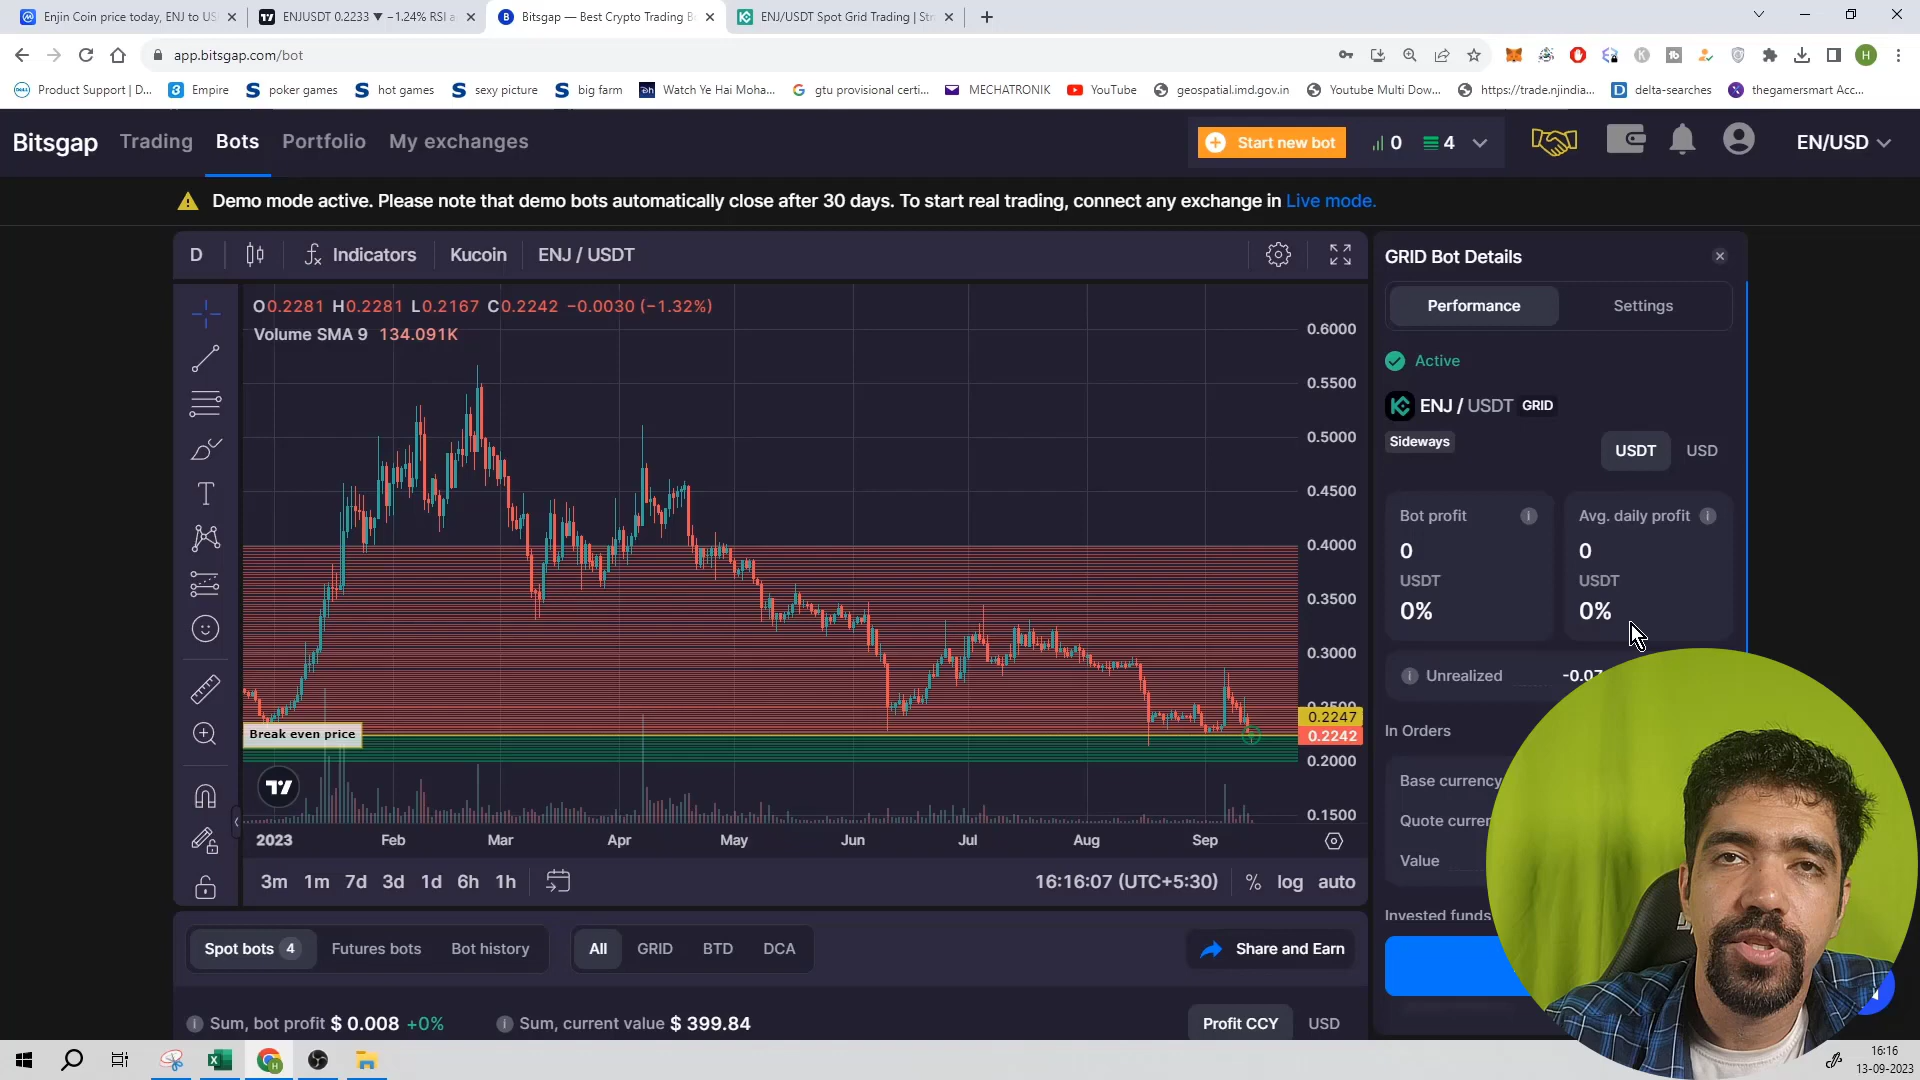 Enjin Coin price today, ENJ to US
ENJUSDT 0.2233 ▼ −1.24% RSI a
Bitsgap — Best Crypto Trading B
ENJ/USDT Spot Grid Trading | Str
app.bitsgap.com/bot
Product Support | D...
Empire
poker games
hot games
sexy picture
big farm
Watch Ye Hai Moha...
gtu provisional certi...
MECHATRONIK
YouTube
geospatial.imd.gov.in
Youtube Multi Dow...
https://trade.njindia...
delta-searches
thegamersmart Acc...
Bitsgap
Trading
Bots
Portfolio
My exchanges
Start new bot
0
4
EN/USD
Demo mode active. Please note that demo bots automatically close after 30 days. To start real trading, connect any exchange in Live mode.
D
Indicators
Kucoin
ENJ / USDT
O0.2281 H0.2281 L0.2167 C0.2242 −0.0030 (−1.32%)
Volume SMA 9 134.091K
0.6000
0.5500
0.5000
0.4500
0.4000
0.3500
0.3000
0.2500
0.2247
0.2242
0.2000
0.1500
Break even price
2023
Feb
Mar
Apr
May
Jun
Jul
Aug
Sep
3m 1m 7d 3d 1d 6h 1h
16:16:07 (UTC+5:30)
% log auto
GRID Bot Details
Performance
Settings
Active
ENJ / USDT GRID
Sideways
USDT
USD
Bot profit
0
USDT
0%
Avg. daily profit
0
USDT
0%
Unrealized
-0.07
In Orders
Base currency
Quote curren
Value
Invested funds
Spot bots 4
Futures bots
Bot history
All
GRID
BTD
DCA
Share and Earn
Sum, bot profit $ 0.008 +0%
Sum, current value $ 399.84
Profit CCY
USD
16:16
13-09-2023